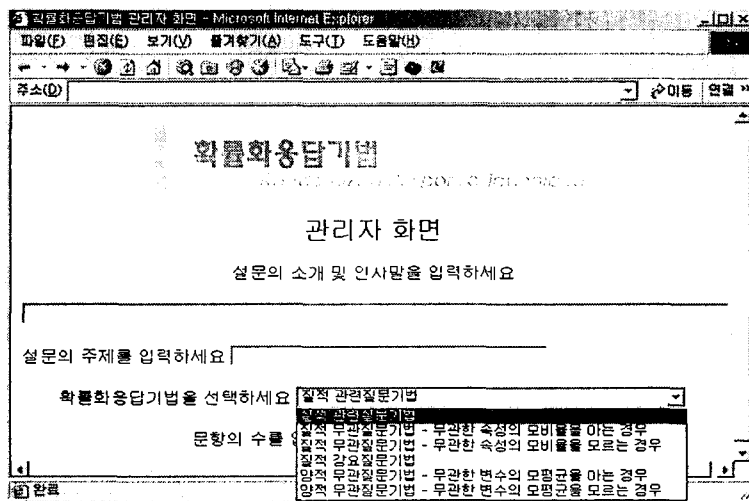 확률화응답기법 관리자 화면 - Microsoft Internet Explorer
파일(F) 편집(E) 보기(V) 즐겨찾기(A) 도구(T) 도움말(H)
주소(D) 이동 연결 »
확률화응답기법
관리자 화면
설문의 소개 및 인사말을 입력하세요
설문의 주제를 입력하세요
확률화응답기법을 선택하세요 질적 관련질문기법
질적 관련질문기법
질적 무관질문기법 - 무관한 속성의 모비율을 아는 경우
질적 무관질문기법 - 무관한 속성의 모비율을 모르는 경우
문항의 수를
질적 강요질문기법
양적 무관질문기법 - 무관한 변수의 모평균을 아는 경우
양적 무관질문기법 - 무관한 변수의 모평균을 모르는 경우
완료